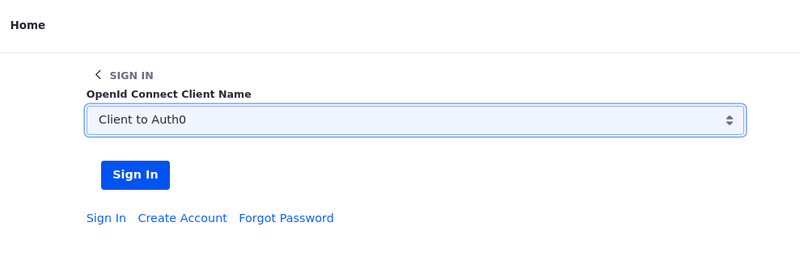 Home
SIGN IN
OpenId Connect Client Name
Client to Auth0
Sign In
Sign In Create Account Forgot Password